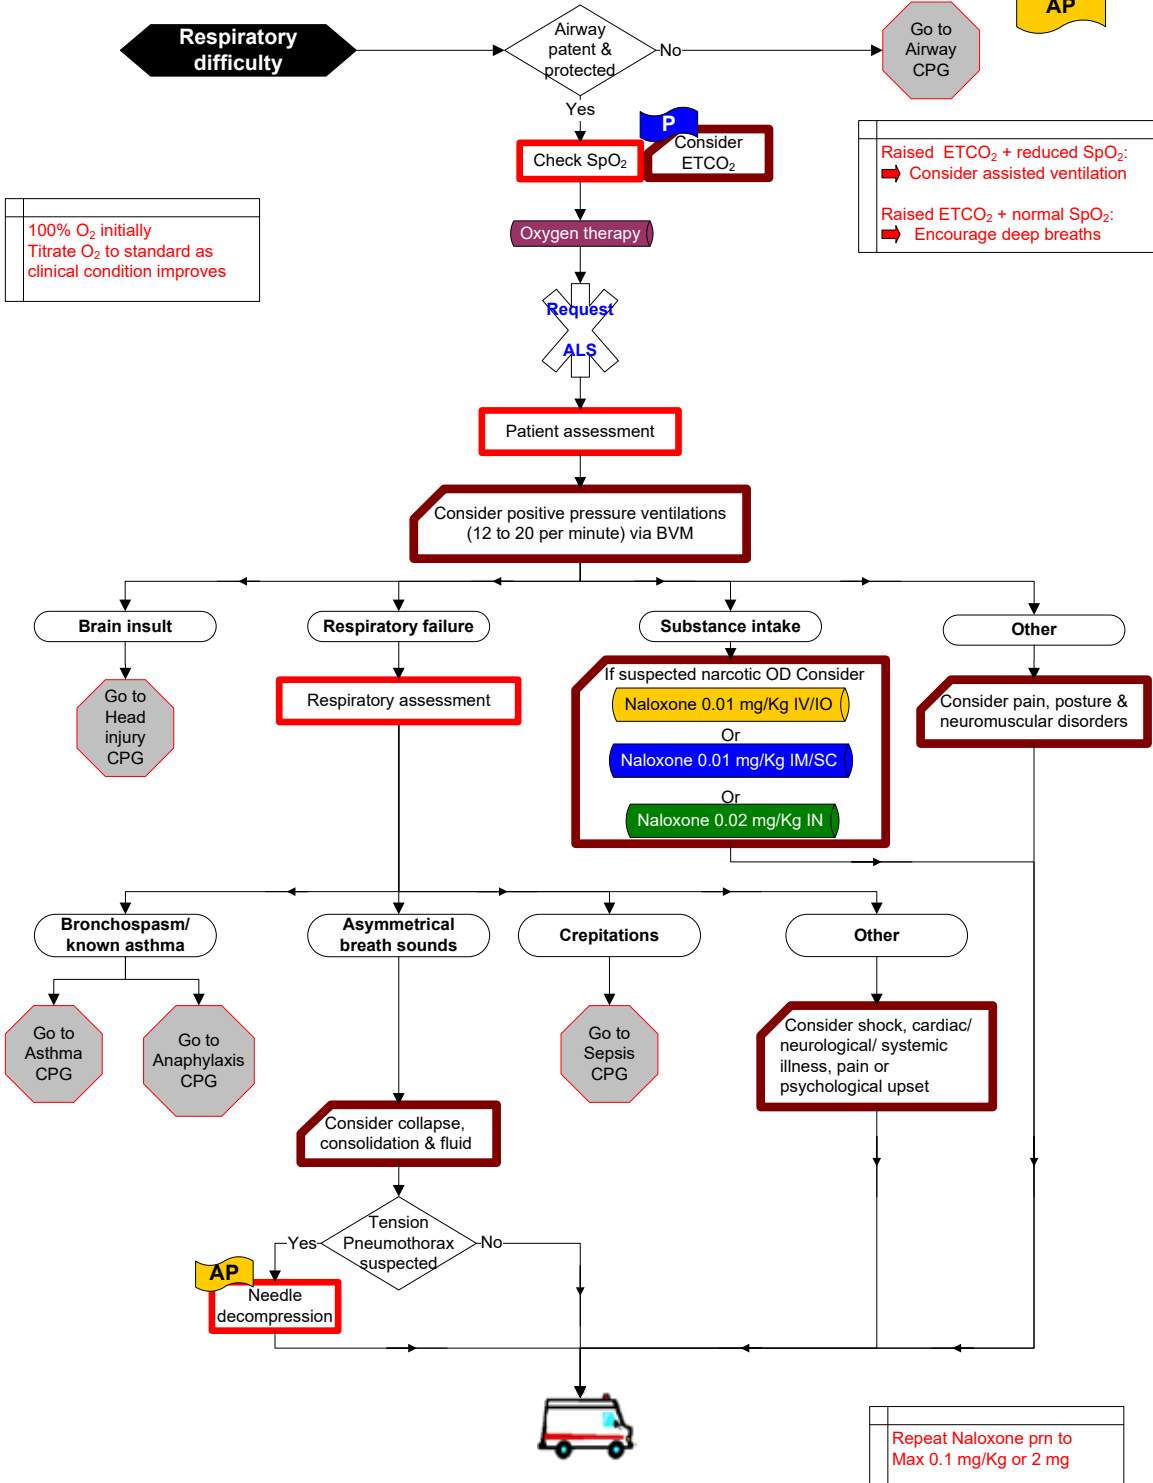 AP
Respiratory
difficulty
Airway
patent &
protected
No
Go to
Airway
CPG
Yes
P
Check SpO₂
Consider
ETCO₂
Raised ETCO₂ + reduced SpO₂:
Consider assisted ventilation
Raised ETCO₂ + normal SpO₂:
Encourage deep breaths
100% O₂ initially
Titrate O₂ to standard as
clinical condition improves
Oxygen therapy
Request
ALS
Patient assessment
Consider positive pressure ventilations
(12 to 20 per minute) via BVM
Brain insult
Respiratory failure
Substance intake
Other
Go to
Head
injury
CPG
Respiratory assessment
If suspected narcotic OD Consider
Naloxone 0.01 mg/Kg IV/IO
Or
Naloxone 0.01 mg/Kg IM/SC
Or
Naloxone 0.02 mg/Kg IN
Consider pain, posture &
neuromuscular disorders
Bronchospasm/
known asthma
Asymmetrical
breath sounds
Crepitations
Other
Go to
Asthma
CPG
Go to
Anaphylaxis
CPG
Go to
Sepsis
CPG
Consider shock, cardiac/
neurological/ systemic
illness, pain or
psychological upset
Consider collapse,
consolidation & fluid
Tension
Pneumothorax
suspected
Yes
No
AP
Needle
decompression
Repeat Naloxone prn to
Max 0.1 mg/Kg or 2 mg